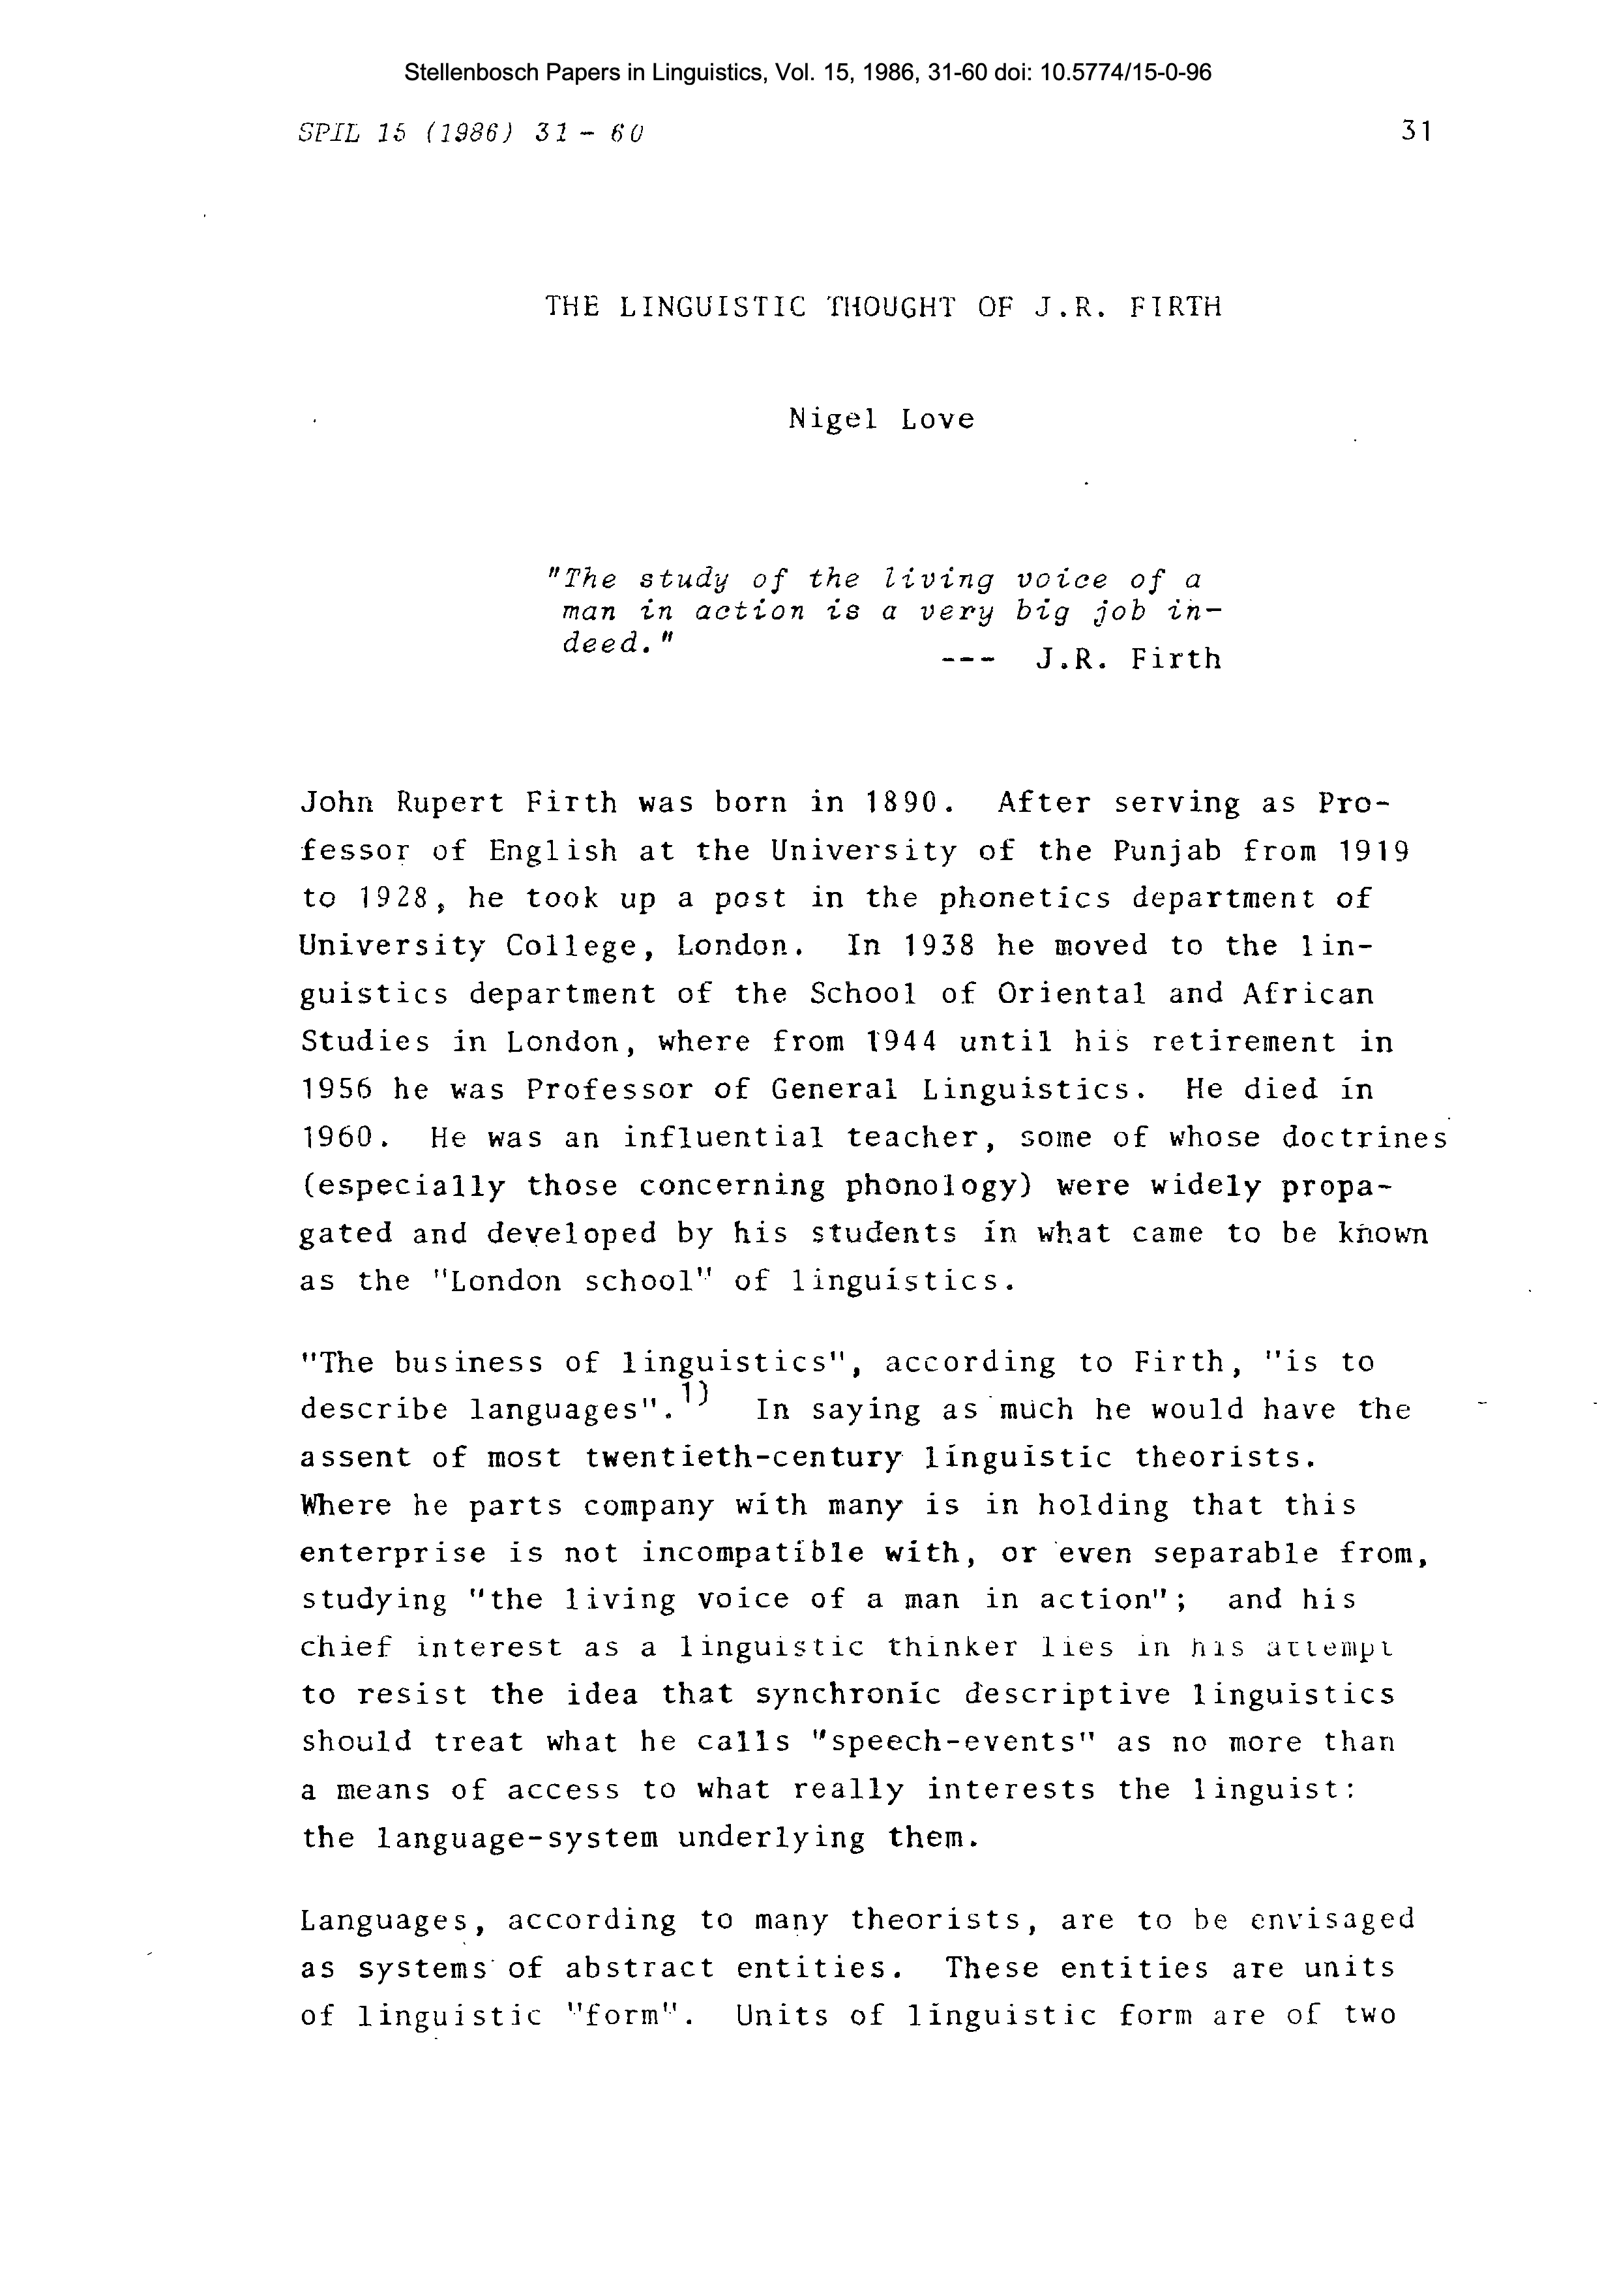 Stellenbosch Papers in Linguistics, Vol. 15, 1986, 31-60 doi: 10.5774/15-0-96
SPIL 15 (1986) 31 - 60
31
THE LINGUISTIC THOUGHT OF J.R. FIRTH
Nigel Love
"The study of the living voice of a
man in action is a very big job in-
deed."
--- J.R. Firth
John Rupert Firth was born in 1890. After serving as Pro-
fessor of English at the University of the Punjab from 1919
to 1928, he took up a post in the phonetics department of
University College, London. In 1938 he moved to the lin-
guistics department of the School of Oriental and African
Studies in London, where from 1944 until his retirement in
1956 he was Professor of General Linguistics. He died in
1960. He was an influential teacher, some of whose doctrines
(especially those concerning phonology) were widely propa-
gated and developed by his students in what came to be known
as the "London school" of linguistics.
"The business of linguistics", according to Firth, "is to
describe languages".1) In saying as much he would have the
assent of most twentieth-century linguistic theorists.
Where he parts company with many is in holding that this
enterprise is not incompatible with, or even separable from,
studying "the living voice of a man in action"; and his
chief interest as a linguistic thinker lies in his attempt
to resist the idea that synchronic descriptive linguistics
should treat what he calls "speech-events" as no more than
a means of access to what really interests the linguist:
the language-system underlying them.
Languages, according to many theorists, are to be envisaged
as systems of abstract entities. These entities are units
of linguistic "form". Units of linguistic form are of two